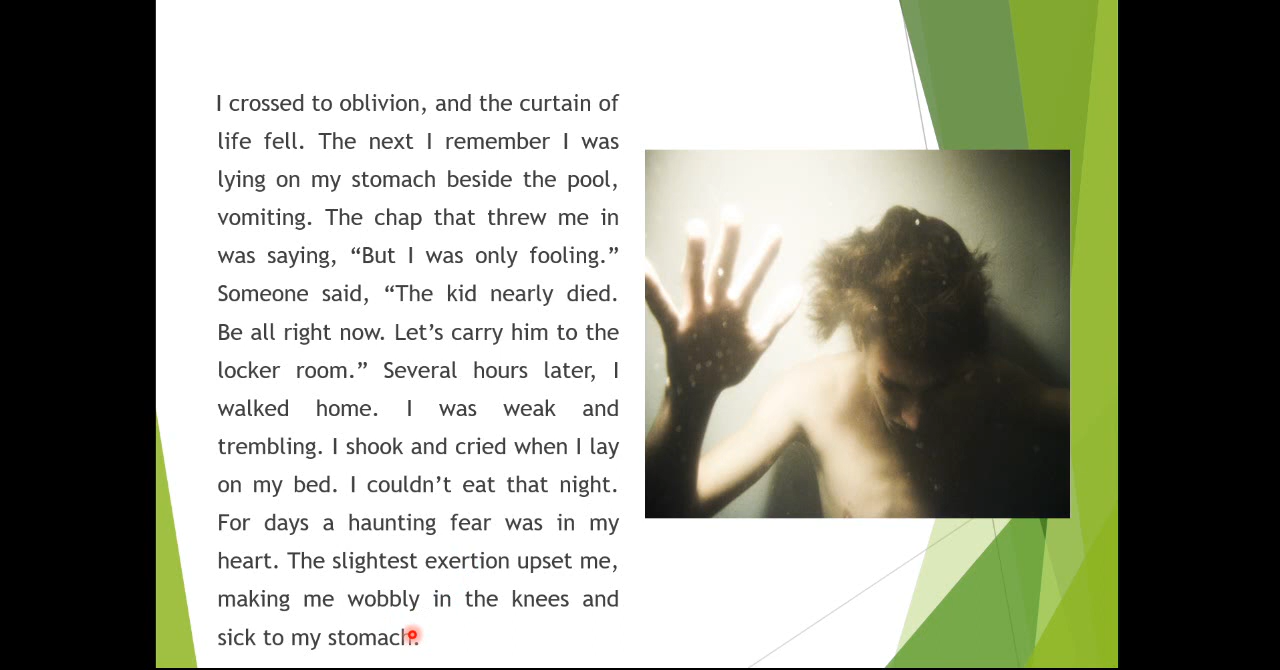 I crossed to oblivion, and the curtain of
life fell. The next I remember I was
lying on my stomach beside the pool,
vomiting. The chap that threw me in
was saying, “But I was only fooling.”
Someone said, “The kid nearly died.
Be all right now. Let’s carry him to the
locker room.” Several hours later, I
walked home. I was weak and
trembling. I shook and cried when I lay
on my bed. I couldn’t eat that night.
For days a haunting fear was in my
heart. The slightest exertion upset me,
making me wobbly in the knees and
sick to my stomach.